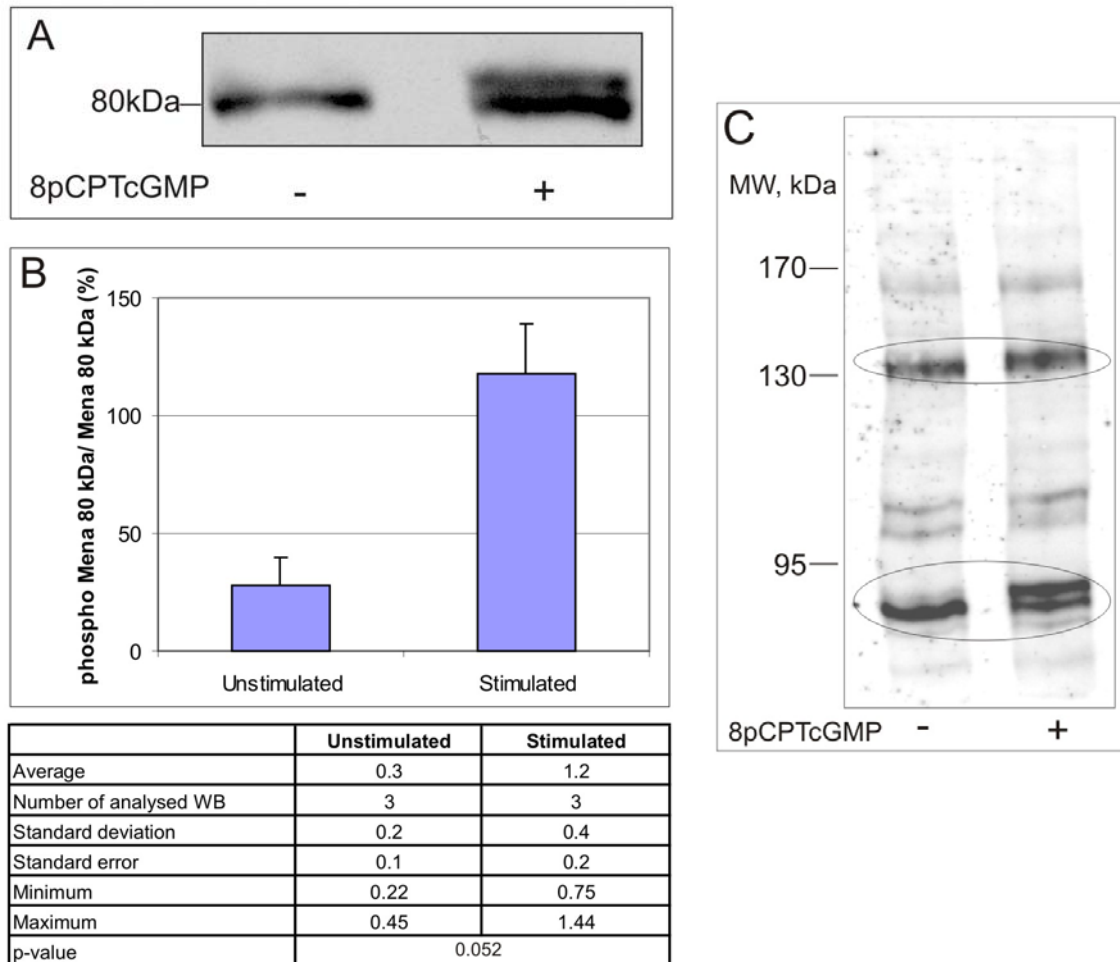 A
80kDa
8pCPTcGMP - +
B
phospho Mena 80 kDa/ Mena 80 kDa (%)
150
100
50
0
Unstimulated Stimulated
Unstimulated Stimulated
Average 0.3 1.2
Number of analysed WB 3 3
Standard deviation 0.2 0.4
Standard error 0.1 0.2
Minimum 0.22 0.75
Maximum 0.45 1.44
p-value 0.052
C
MW, kDa
170
130
95
8pCPTcGMP - +